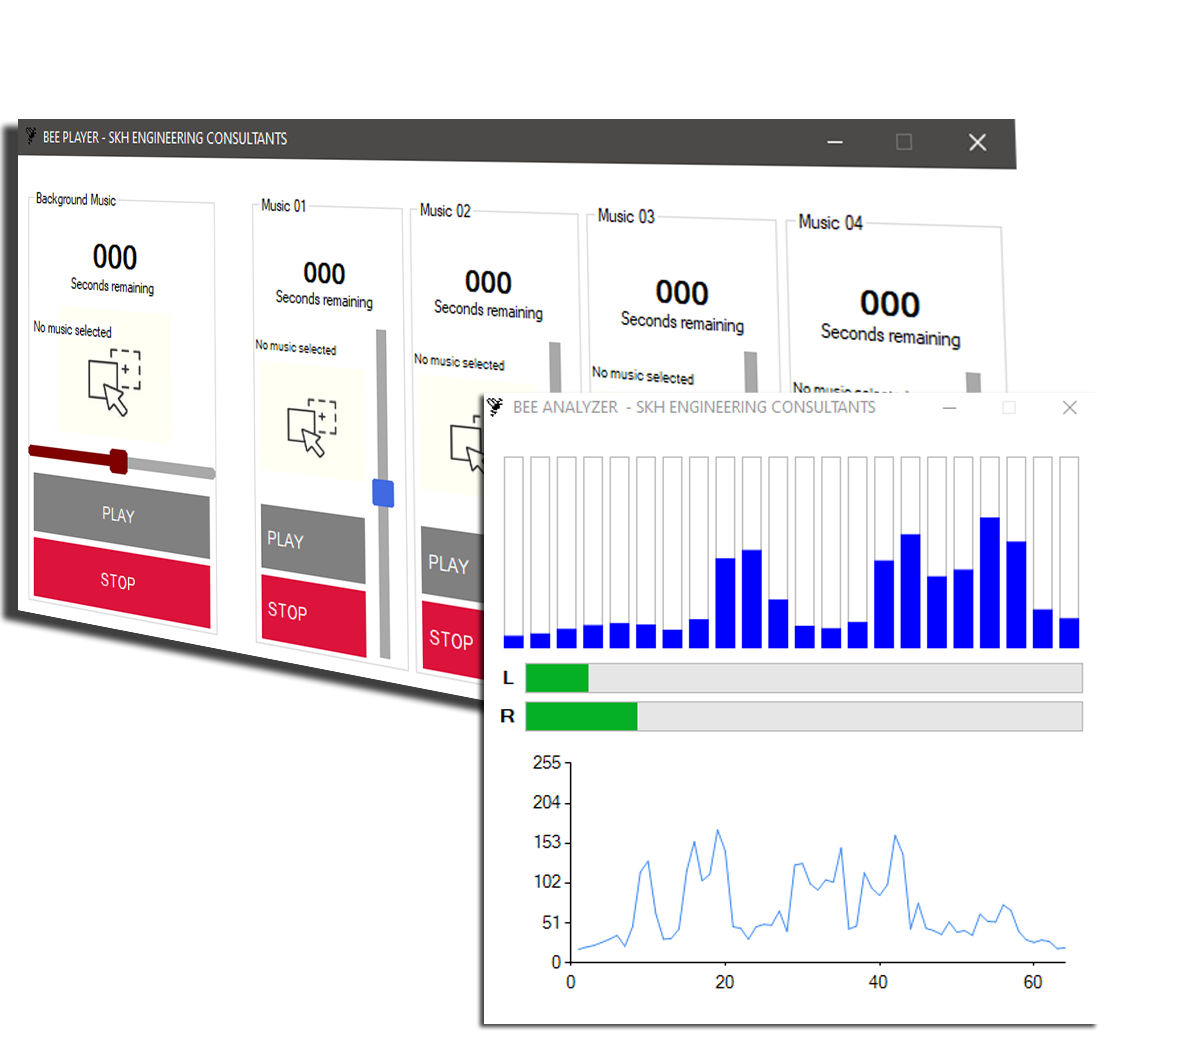 BEE PLAYER - SKH ENGINEERING CONSULTANTS
Background Music
000
Seconds remaining
No music selected
PLAY
STOP
Music 01
000
Seconds remaining
No music selected
PLAY
STOP
Music 02
000
Seconds remaining
No music selected
PLAY
STOP
Music 03
000
Seconds remaining
No music selected
Music 04
000
Seconds remaining
No music selected
BEE ANALYZER - SKH ENGINEERING CONSULTANTS
L
R
255
204
153
102
51
0
0 20 40 60